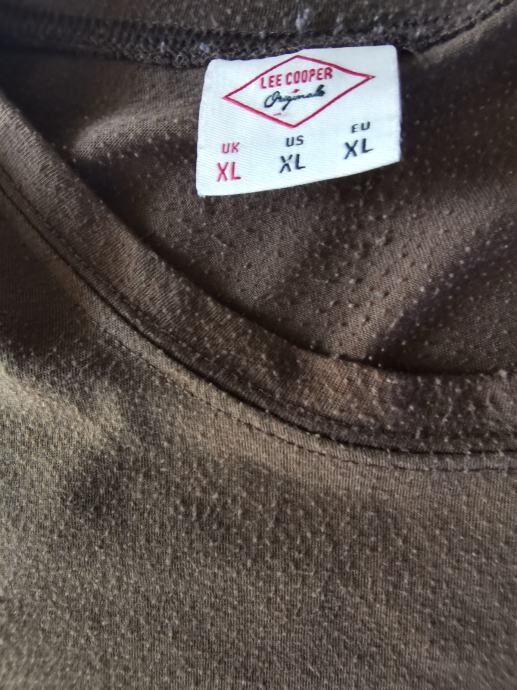 LEE COOPER
Originals
UK US EU
XL XL XL